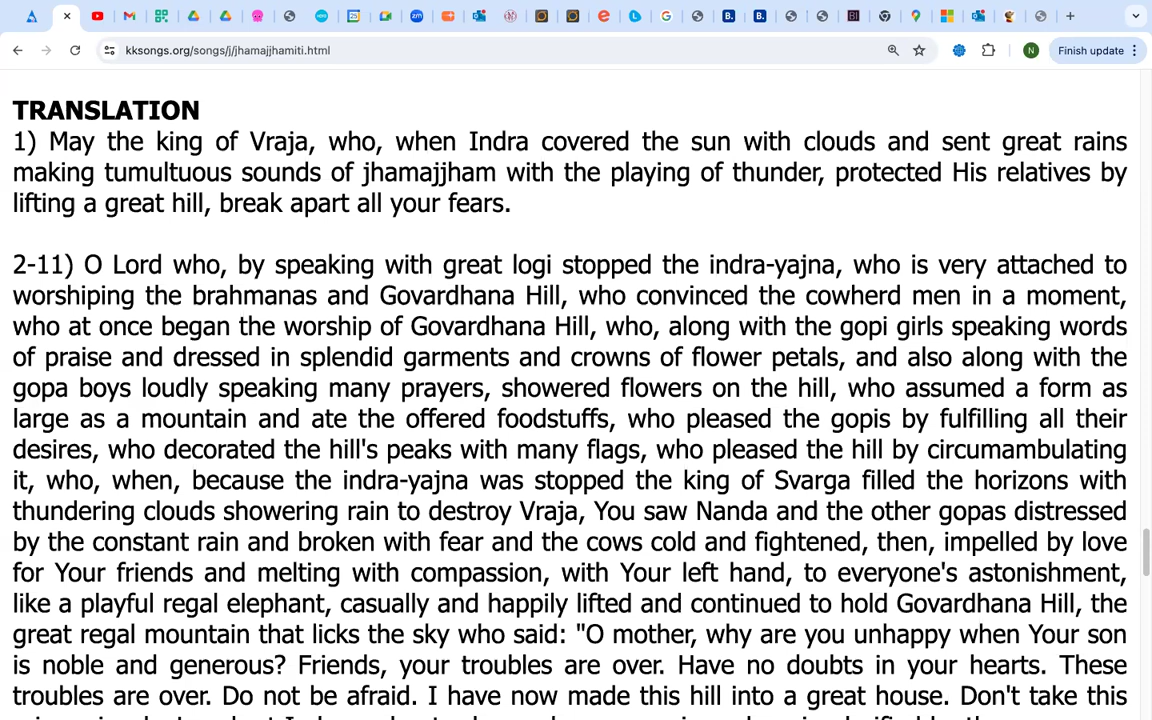 kksongs.org/songs/j/jhamajjhamiti.html
N
Finish update
TRANSLATION
1) May the king of Vraja, who, when Indra covered the sun with clouds and sent great rains
making tumultuous sounds of jhamajjham with the playing of thunder, protected His relatives by
lifting a great hill, break apart all your fears.
2-11) O Lord who, by speaking with great logi stopped the indra-yajna, who is very attached to
worshiping the brahmanas and Govardhana Hill, who convinced the cowherd men in a moment,
who at once began the worship of Govardhana Hill, who, along with the gopi girls speaking words
of praise and dressed in splendid garments and crowns of flower petals, and also along with the
gopa boys loudly speaking many prayers, showered flowers on the hill, who assumed a form as
large as a mountain and ate the offered foodstuffs, who pleased the gopis by fulfilling all their
desires, who decorated the hill's peaks with many flags, who pleased the hill by circumambulating
it, who, when, because the indra-yajna was stopped the king of Svarga filled the horizons with
thundering clouds showering rain to destroy Vraja, You saw Nanda and the other gopas distressed
by the constant rain and broken with fear and the cows cold and fightened, then, impelled by love
for Your friends and melting with compassion, with Your left hand, to everyone's astonishment,
like a playful regal elephant, casually and happily lifted and continued to hold Govardhana Hill, the
great regal mountain that licks the sky who said: "O mother, why are you unhappy when Your son
is noble and generous? Friends, your troubles are over. Have no doubts in your hearts. These
troubles are over. Do not be afraid. I have now made this hill into a great house. Don't take this